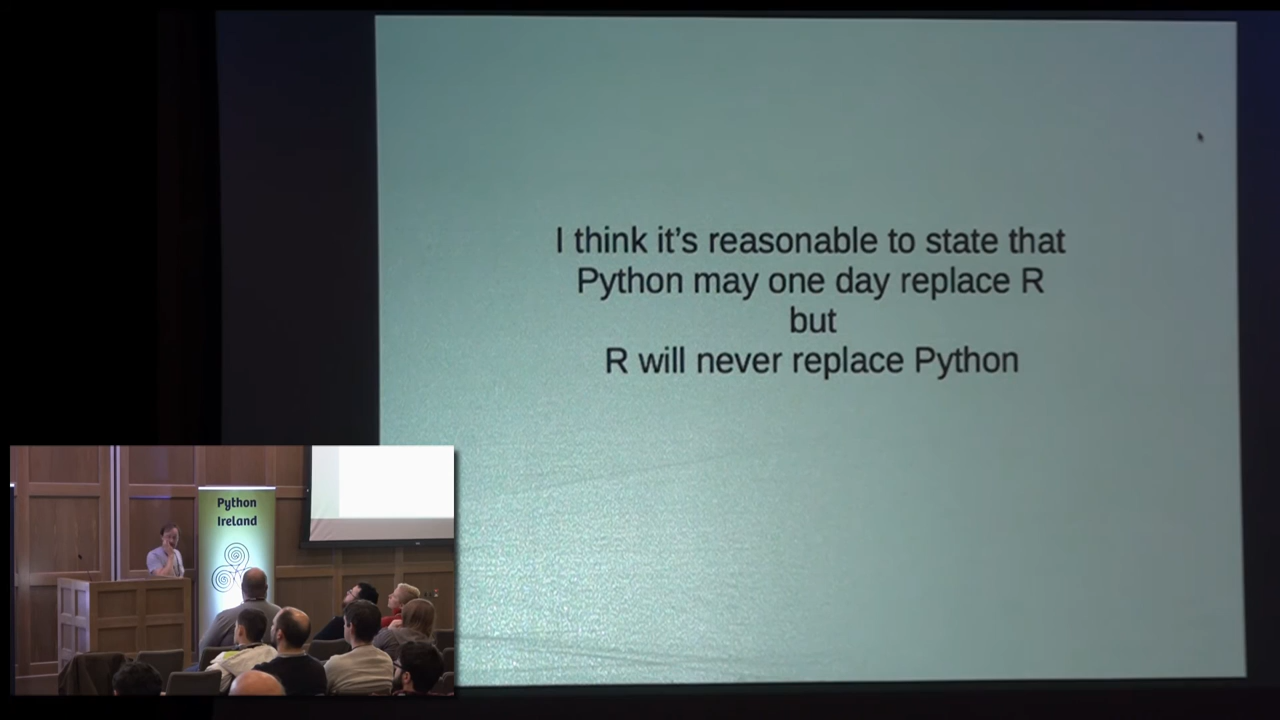 I think it's reasonable to state that
Python may one day replace R
but
R will never replace Python
Python
Ireland